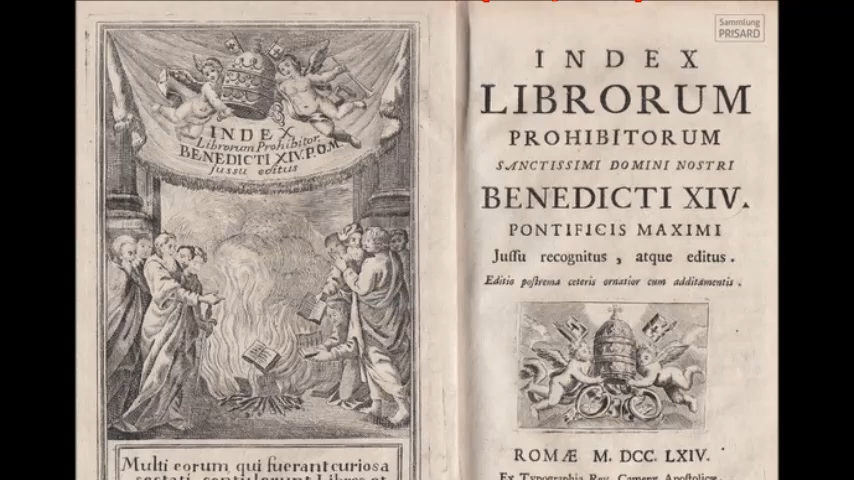 INDEX
Librorum Prohibitor.
BENEDICTI XIV. P. O. M.
Jussu editus
Multi eorum, qui fuerant curiosa
Sammlung
PRISARD
INDEX
LIBRORUM
PROHIBITORUM
SANCTISSIMI DOMINI NOSTRI
BENEDICTI XIV.
PONTIFICIS MAXIMI
Juſſu recognitus, atque editus.
Editio poſtrema ceteris ornatior cum additamentis.
ROMÆ M. DCC. LXIV.